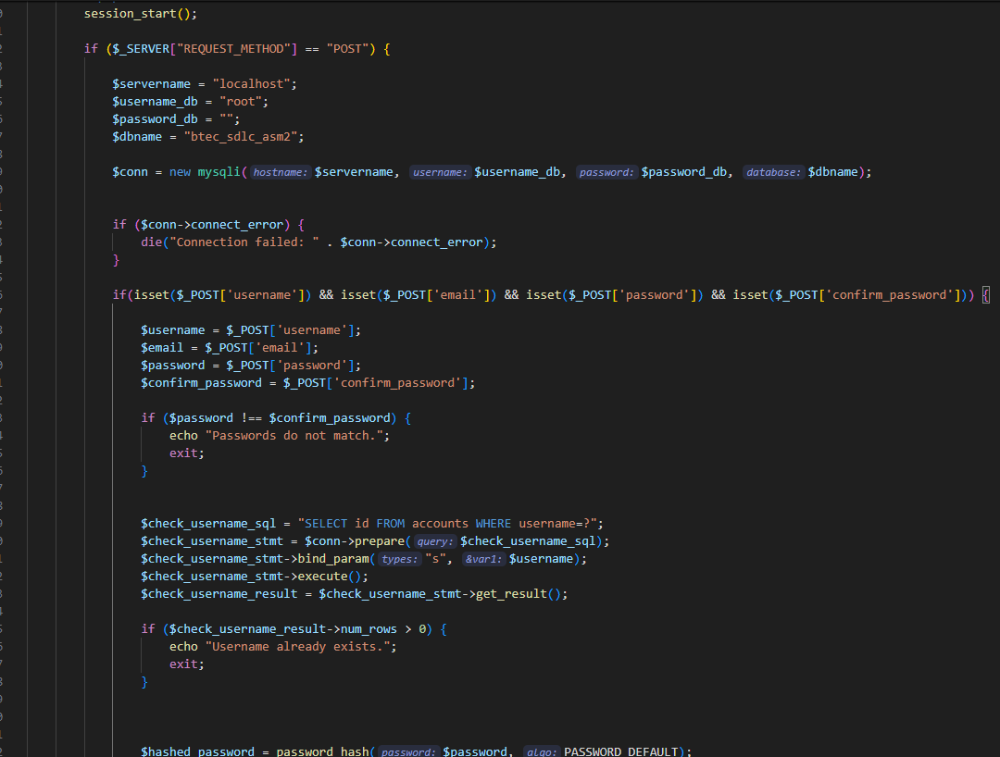 session_start();
if ($_SERVER["REQUEST_METHOD"] == "POST") {
$servername = "localhost";
$username_db = "root";
$password_db = "";
$dbname = "btec_sdlc_asm2";
$conn = new mysqli(hostname: $servername, username: $username_db, password: $password_db, database: $dbname);
if ($conn->connect_error) {
die("Connection failed: " . $conn->connect_error);
}
if(isset($_POST['username']) && isset($_POST['email']) && isset($_POST['password']) && isset($_POST['confirm_password'])) {
$username = $_POST['username'];
$email = $_POST['email'];
$password = $_POST['password'];
$confirm_password = $_POST['confirm_password'];
if ($password !== $confirm_password) {
echo "Passwords do not match.";
exit;
}
$check_username_sql = "SELECT id FROM accounts WHERE username=?";
$check_username_stmt = $conn->prepare(query: $check_username_sql);
$check_username_stmt->bind_param(types: "s", &var1: $username);
$check_username_stmt->execute();
$check_username_result = $check_username_stmt->get_result();
if ($check_username_result->num_rows > 0) {
echo "Username already exists.";
exit;
}
$hashed_password = password_hash(password: $password, algo: PASSWORD_DEFAULT);